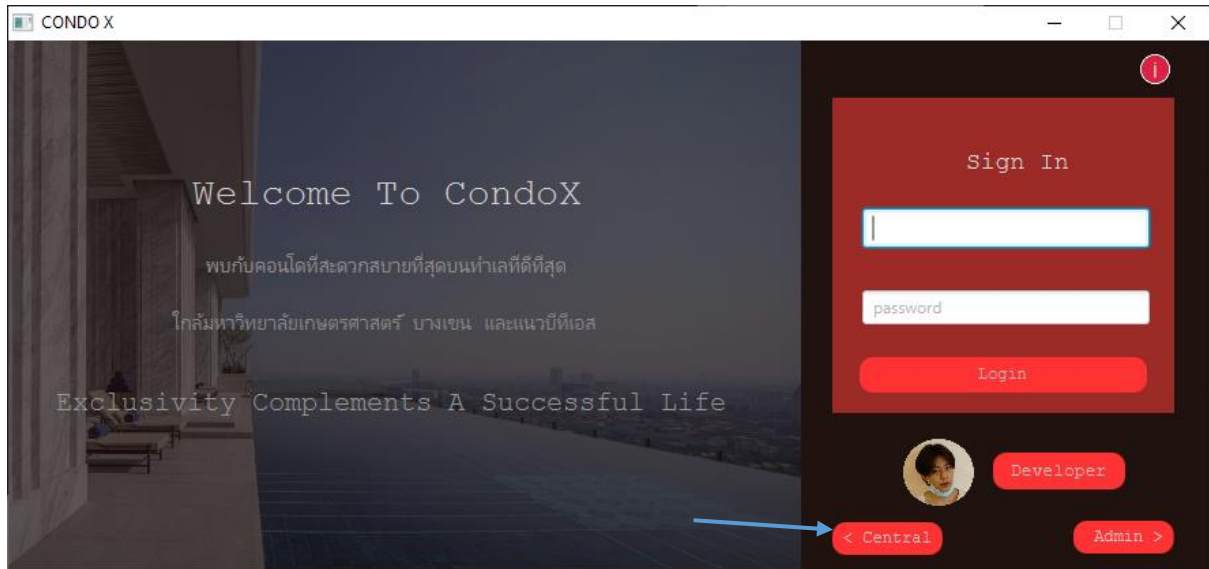 CONDO X
i
Sign In
Welcome To CondoX
พบกับคอนโดที่สะดวกสบายที่สุดบนทำเลที่ดีที่สุด
password
ใกล้มหาวิทยาลัยเกษตรศาสตร์ บางเขน และแนวบีทีเอส
Login
Exclusivity Complements A Successful Life
Developer
< Central
Admin >